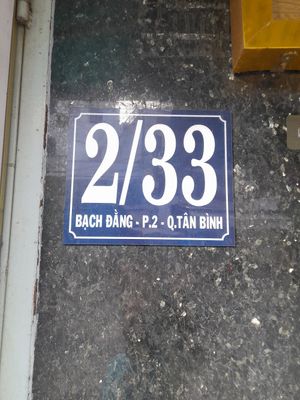 2/33
BẠCH ĐẰNG - P.2 - Q.TÂN BÌNH